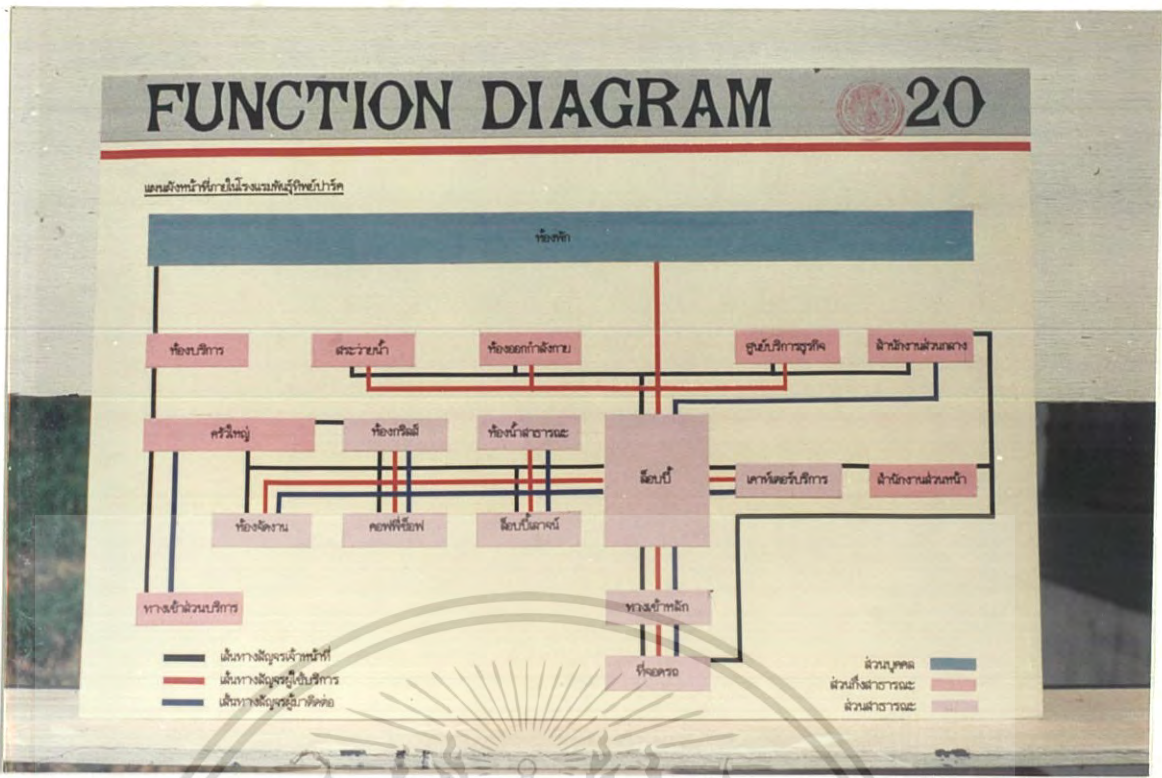 FUNCTION DIAGRAM 20
แผนผังหน้าที่ภายในโรงแรมพันธุ์ทิพย์ปาร์ค
ห้องพัก
ห้องบริการ
สระว่ายน้ำ
ห้องออกกำลังกาย
ศูนย์บริการธุรกิจ
สำนักงานส่วนกลาง
ครัวใหญ่
ห้องกริลล์
ห้องน้ำสาธารณะ
ล็อบบี้
เคาท์เตอร์บริการ
สำนักงานส่วนหน้า
ห้องจัดงาน
คอฟฟี่ช็อฟ
ล็อบบี้เลาจน์
ทางเข้าส่วนบริการ
ทางเข้าหลัก
ที่จอดรถ
เส้นทางสัญจรเจ้าหน้าที่
เส้นทางสัญจรผู้ใช้บริการ
เส้นทางสัญจรผู้มาติดต่อ
ส่วนบุคคล
ส่วนกึ่งสาธารณะ
ส่วนสาธารณะ